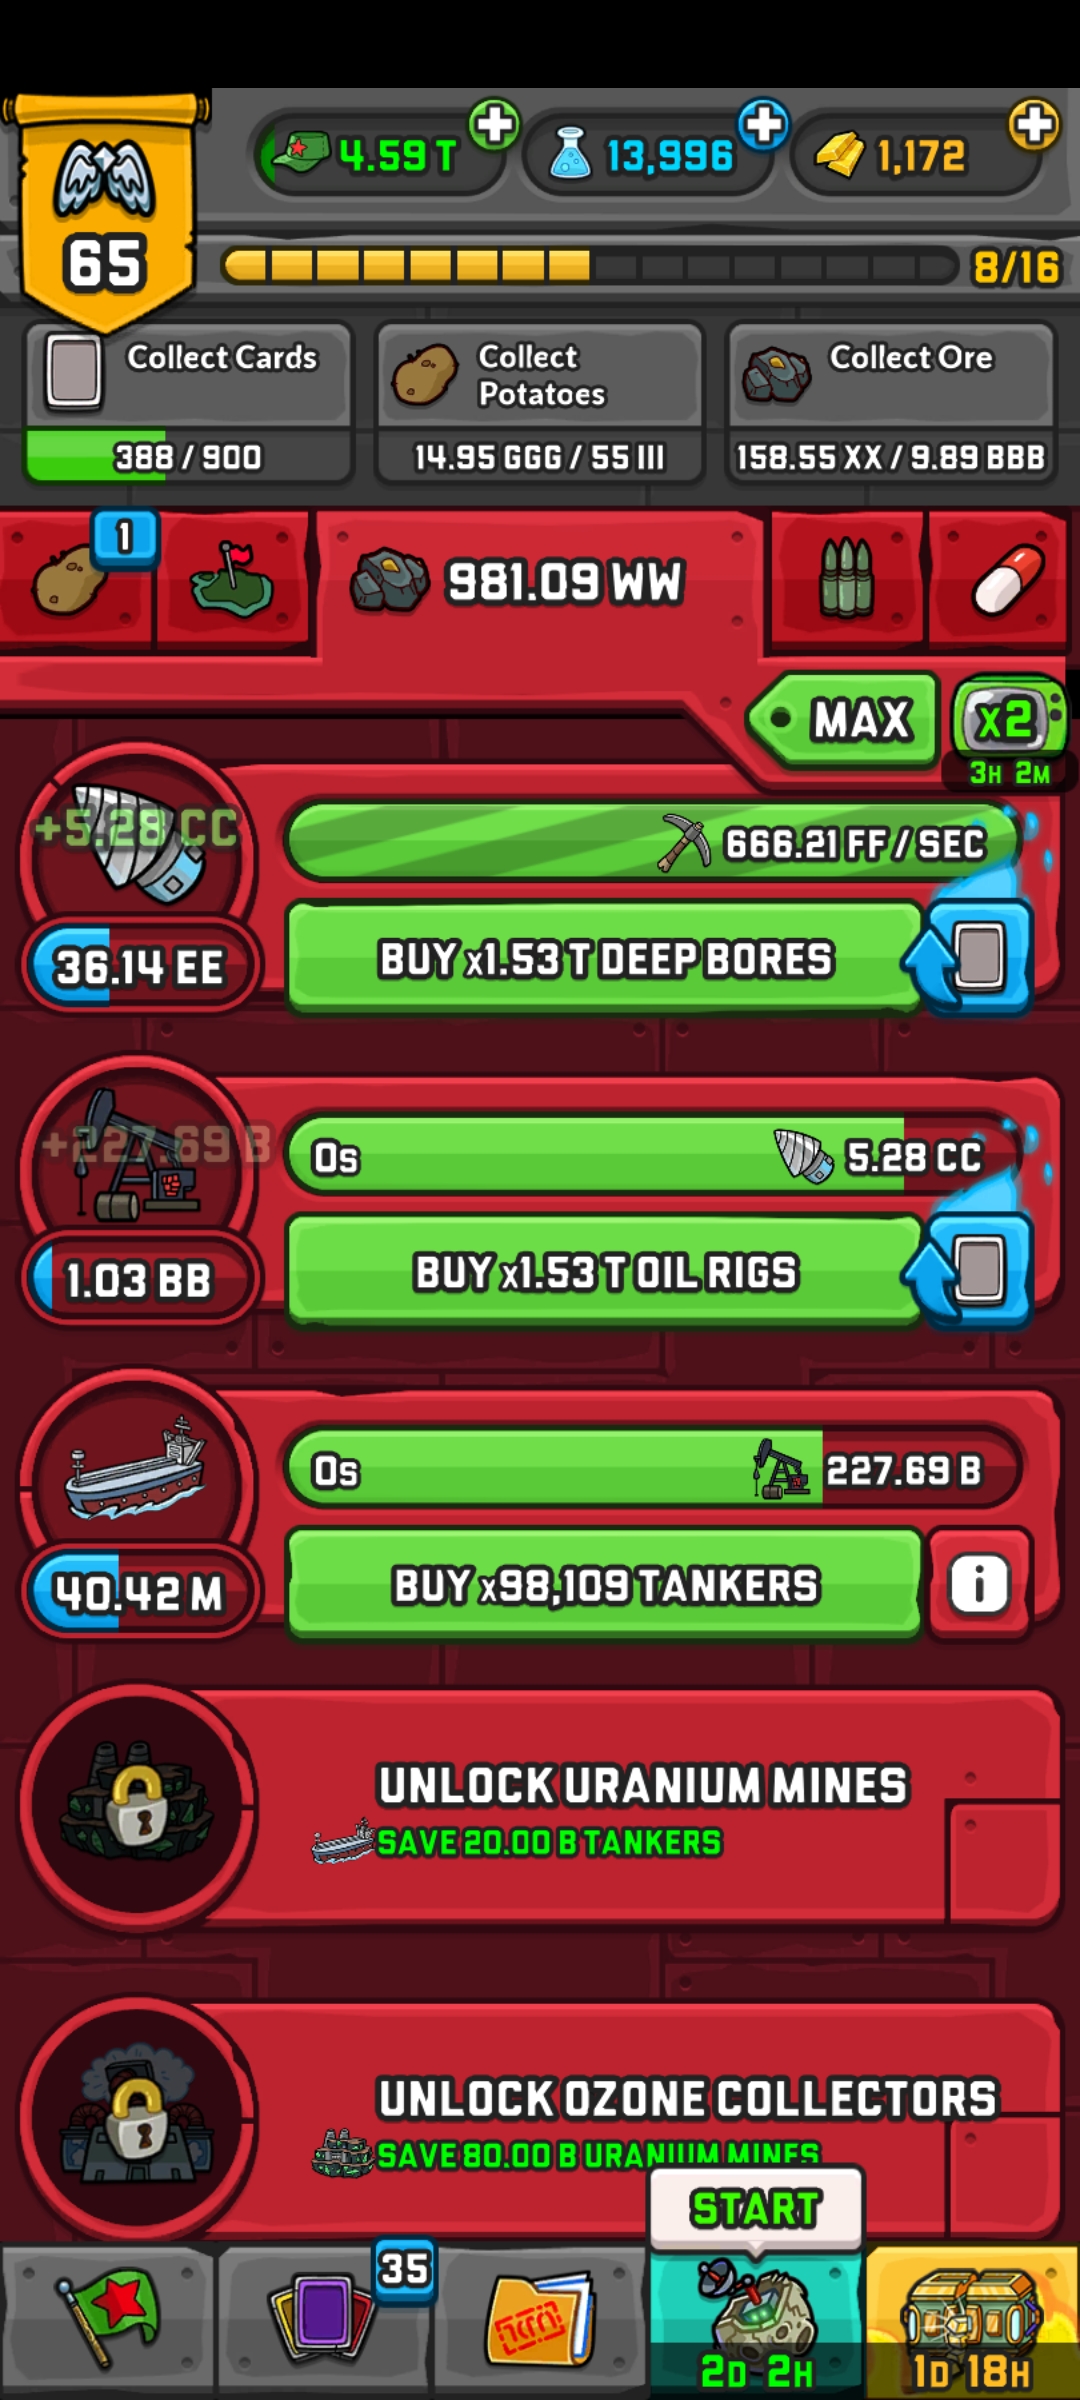 4.59 T
13,996
1,172
65
8/16
Collect Cards
388 / 900
Collect
Potatoes
14.95 GGG / 55 III
Collect Ore
158.55 XX / 9.89 BBB
1
981.09 WW
MAX
x2
3H 2M
+5.28 CC
666.21 FF / SEC
36.14 EE
BUY x1.53 T DEEP BORES
+227.69 B
0s
5.28 CC
1.03 BB
BUY x1.53 T OIL RIGS
0s
227.69 B
40.42 M
BUY x98,109 TANKERS
i
UNLOCK URANIUM MINES
SAVE 20.00 B TANKERS
UNLOCK OZONE COLLECTORS
SAVE 80.00 B URANIUM MINES
START
35
2D 2H
1D 18H